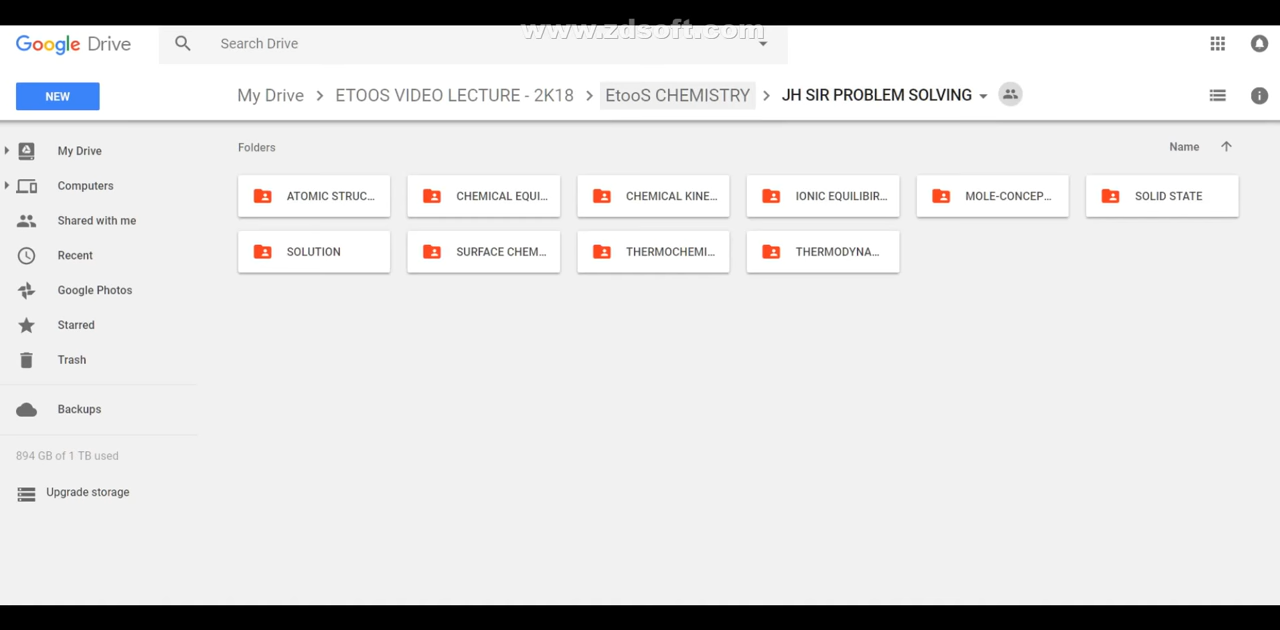 www.zdsoft.com
Google Drive
Search Drive
NEW
My Drive > ETOOS VIDEO LECTURE - 2K18 > EtooS CHEMISTRY > JH SIR PROBLEM SOLVING
My Drive
Computers
Shared with me
Recent
Google Photos
Starred
Trash
Backups
894 GB of 1 TB used
Upgrade storage
Folders
Name
ATOMIC STRUC...
CHEMICAL EQUI...
CHEMICAL KINE...
IONIC EQUILIBIR...
MOLE-CONCEP...
SOLID STATE
SOLUTION
SURFACE CHEM...
THERMOCHEMI...
THERMODYNA...